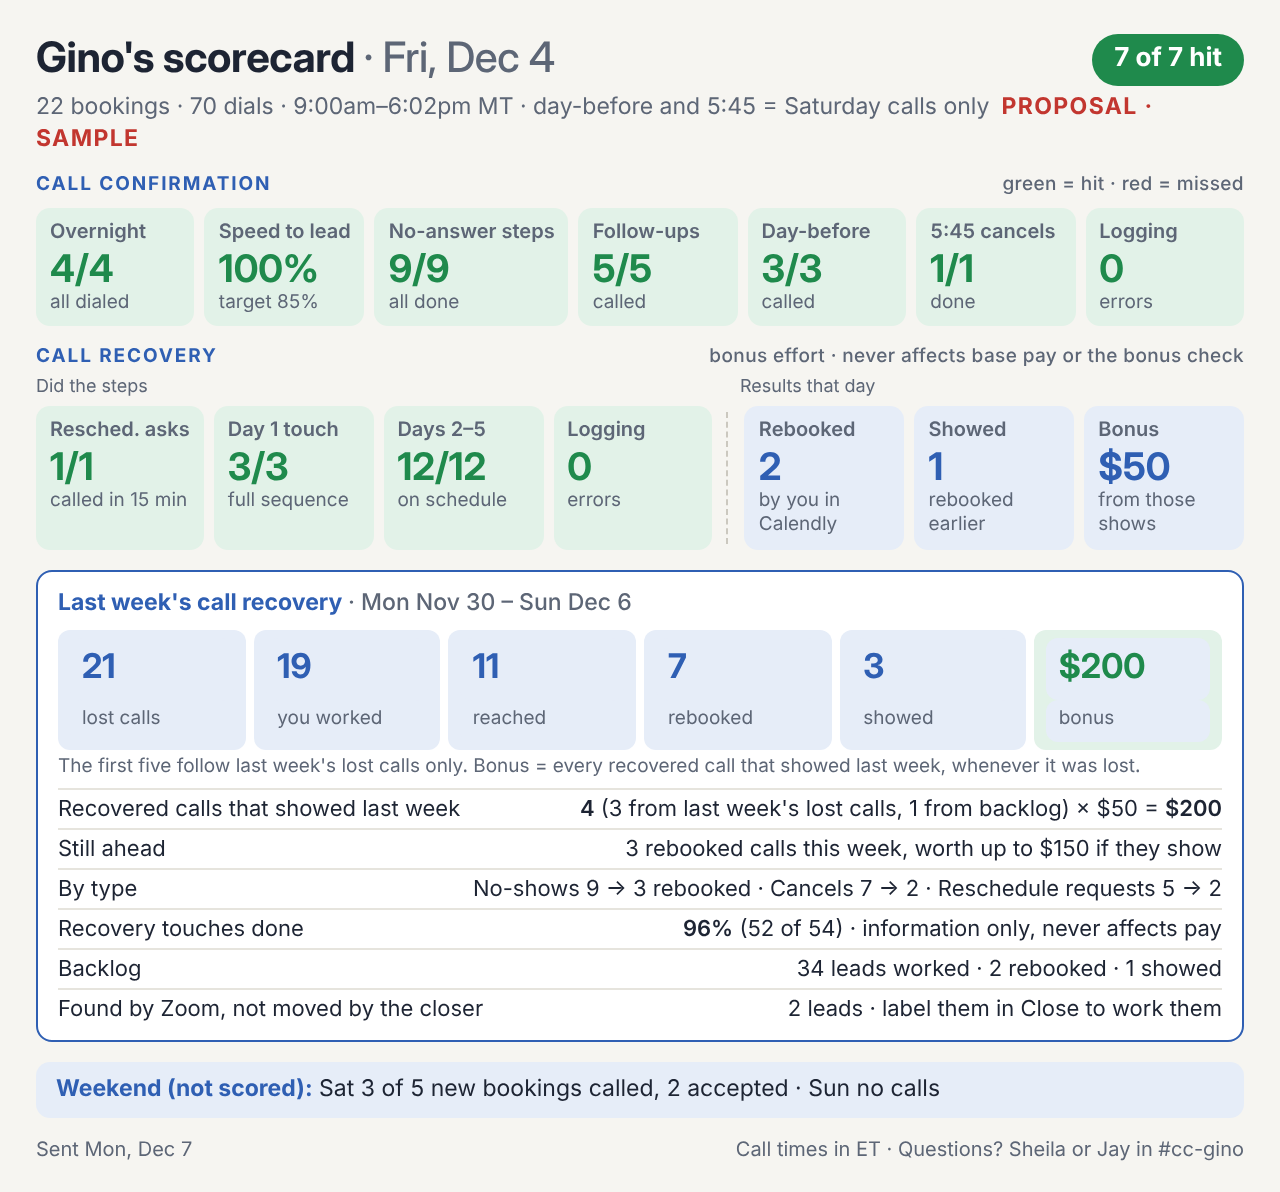 Gino's scorecard · Fri, Dec 4
7 of 7 hit
22 bookings · 70 dials · 9:00am–6:02pm MT · day-before and 5:45 = Saturday calls only PROPOSAL ·
SAMPLE
CALL CONFIRMATION
green = hit · red = missed
Overnight
4/4
all dialed
Speed to lead
100%
target 85%
No-answer steps
9/9
all done
Follow-ups
5/5
called
Day-before
3/3
called
5:45 cancels
1/1
done
Logging
0
errors
CALL RECOVERY
bonus effort · never affects base pay or the bonus check
Did the steps
Results that day
Resched. asks
1/1
called in 15 min
Day 1 touch
3/3
full sequence
Days 2–5
12/12
on schedule
Logging
0
errors
Rebooked
2
by you in
Calendly
Showed
1
rebooked
earlier
Bonus
$50
from those
shows
Last week's call recovery · Mon Nov 30 – Sun Dec 6
21
lost calls
19
you worked
11
reached
7
rebooked
3
showed
$200
bonus
The first five follow last week's lost calls only. Bonus = every recovered call that showed last week, whenever it was lost.
Recovered calls that showed last week 4 (3 from last week's lost calls, 1 from backlog) × $50 = $200
Still ahead 3 rebooked calls this week, worth up to $150 if they show
By type No-shows 9 → 3 rebooked · Cancels 7 → 2 · Reschedule requests 5 → 2
Recovery touches done 96% (52 of 54) · information only, never affects pay
Backlog 34 leads worked · 2 rebooked · 1 showed
Found by Zoom, not moved by the closer 2 leads · label them in Close to work them
Weekend (not scored): Sat 3 of 5 new bookings called, 2 accepted · Sun no calls
Sent Mon, Dec 7
Call times in ET · Questions? Sheila or Jay in #cc-gino